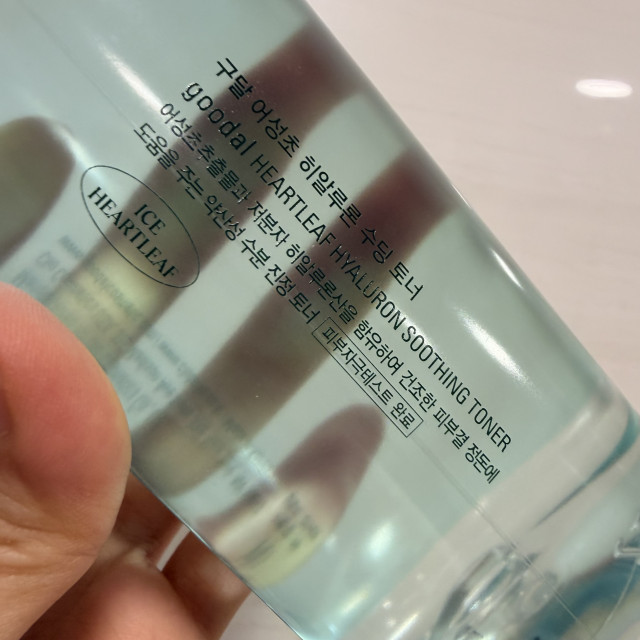 구달 어성초 히알루론 수딩 토너
goodal HEARTLEAF HYALURON SOOTHING TONER
어성초추출물과 저분자 히알루론산을 함유하여 건조한 피부결 정돈에
도움을 주는 약산성 수분 진정 토너 피부자극테스트 완료
ICE
HEARTLEAF